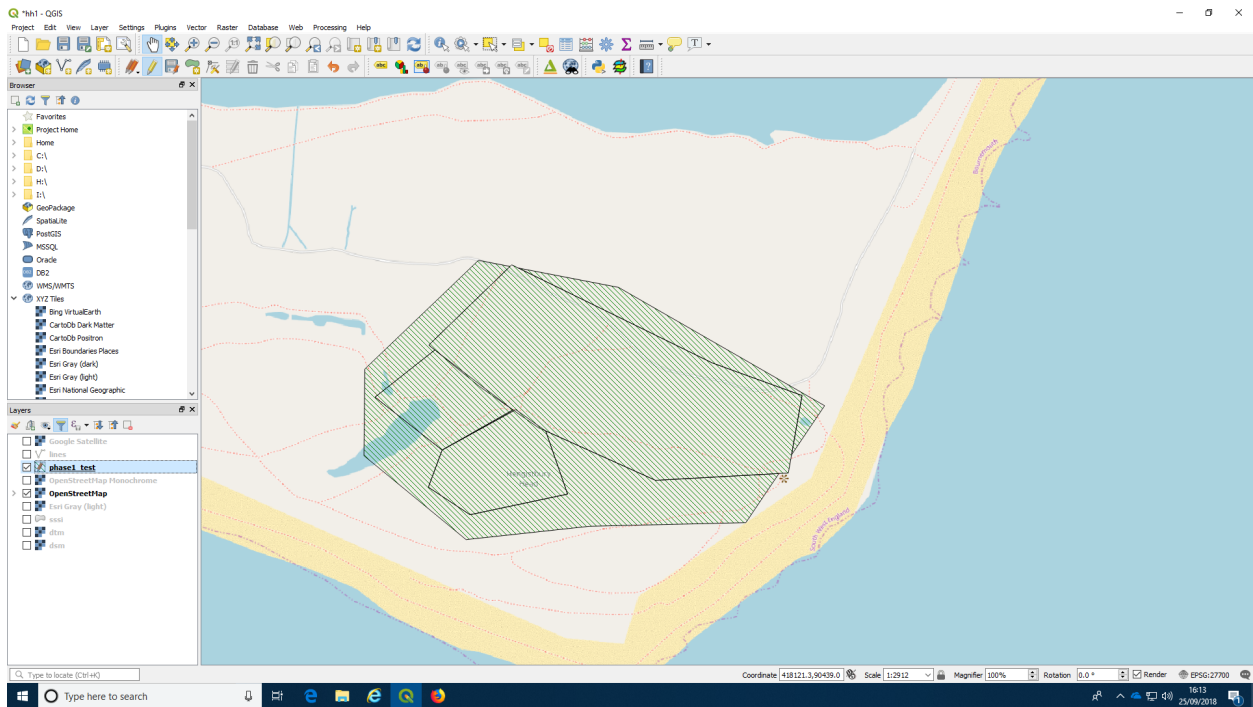 *hh1 - QGIS
Project Edit View Layer Settings Plugins Vector Raster Database Web Processing Help
Browser
Favorites
Project Home
Home
C:\
D:\
H:\
I:\
GeoPackage
SpatiaLite
PostGIS
MSSQL
Oracle
DB2
WMS/WMTS
XYZ Tiles
Bing VirtualEarth
CartoDb Dark Matter
CartoDb Positron
Esri Boundaries Places
Esri Gray (dark)
Esri Gray (light)
Esri National Geographic
Layers
Google Satellite
lines
phase1_test
OpenStreetMap Monochrome
OpenStreetMap
Esri Gray (light)
sssi
dtm
dsm
Bournemouth
Hengistbury
Head
South West England
Type to locate (Ctrl+K)
Coordinate 418121.3,90439.0 Scale 1:2912 Magnifier 100% Rotation 0.0 ° Render EPSG:27700
Type here to search
16:13
25/09/2018